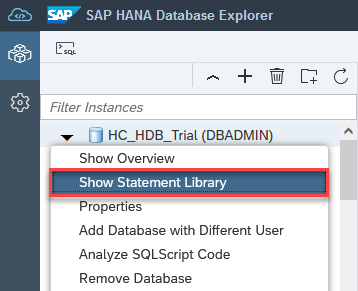 SAP SAP HANA Database Explorer
SQL
Filter Instances
HC_HDB_Trial (DBADMIN)
Show Overview
Show Statement Library
Properties
Add Database with Different User
Analyze SQLScript Code
Remove Database